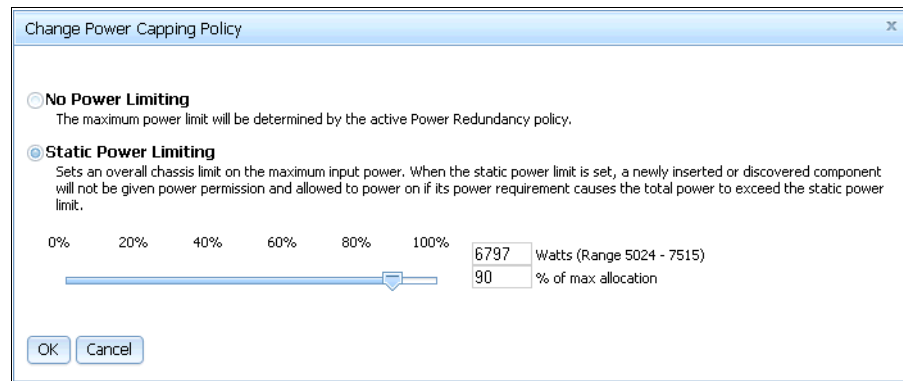 Change Power Capping Policy x
No Power Limiting
The maximum power limit will be determined by the active Power Redundancy policy.
Static Power Limiting
Sets an overall chassis limit on the maximum input power. When the static power limit is set, a newly inserted or discovered component
will not be given power permission and allowed to power on if its power requirement causes the total power to exceed the static power
limit.
0% 20% 40% 60% 80% 100%
6797 Watts (Range 5024 - 7515)
90 % of max allocation
OK Cancel